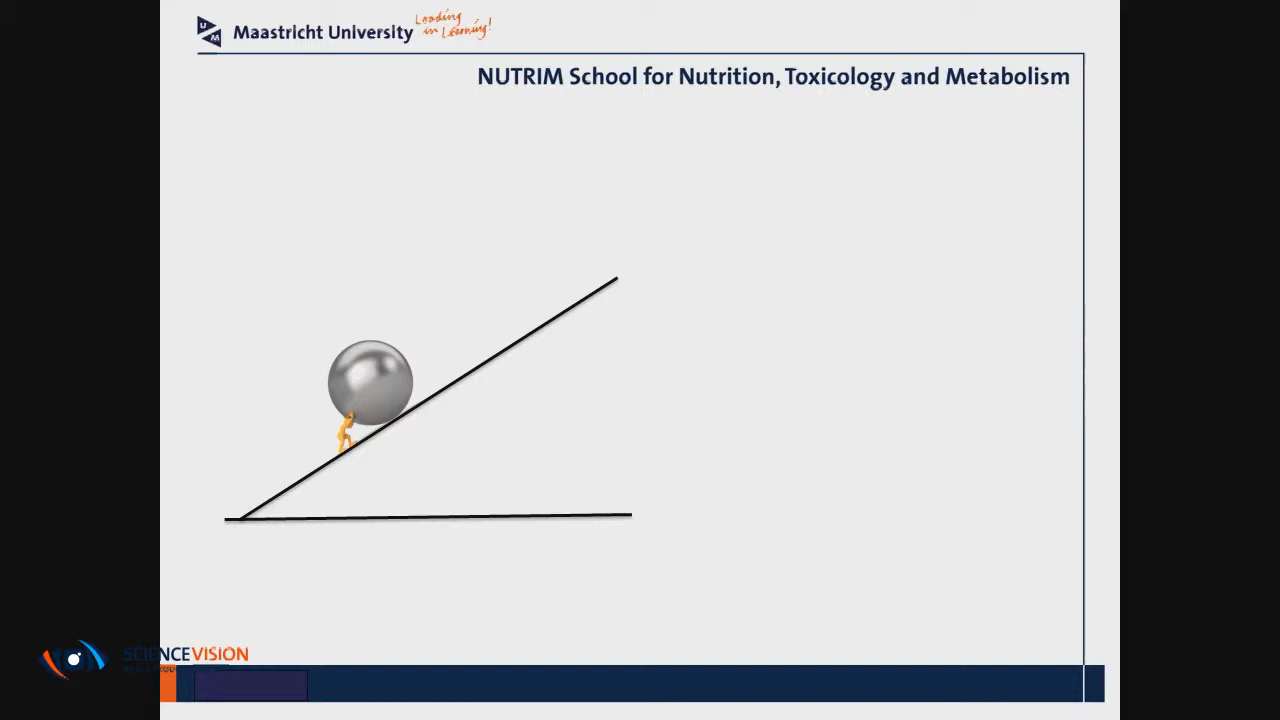 U
M
Maastricht University
Leading
in Learning!
NUTRIM School for Nutrition, Toxicology and Metabolism
SCIENCEVISION